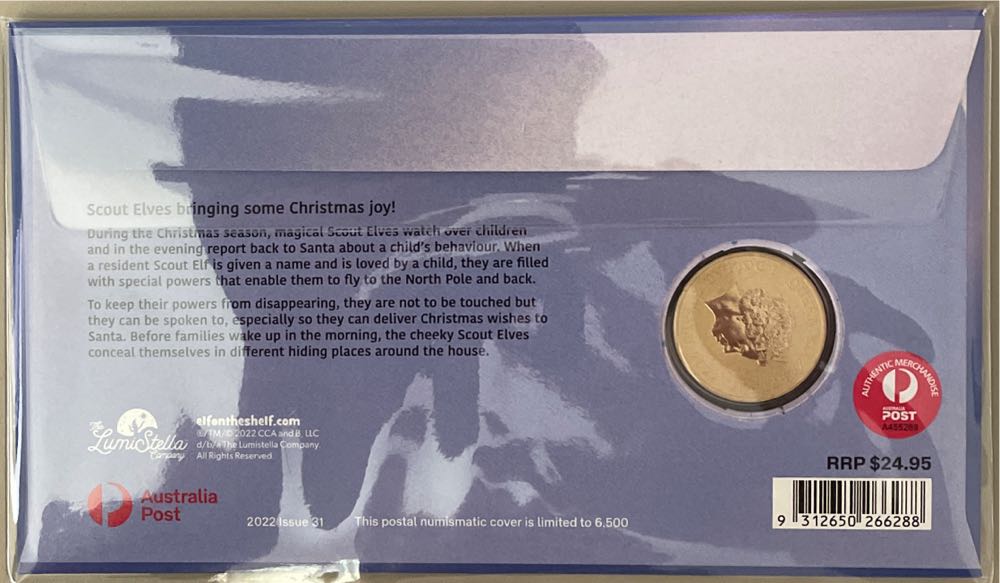 Scout Elves bringing some Christmas joy!
During the Christmas season, magical Scout Elves watch over children
and in the evening report back to Santa about a child's behaviour. When
a resident Scout Elf is given a name and is loved by a child, they are filled
with special powers that enable them to fly to the North Pole and back.
To keep their powers from disappearing, they are not to be touched but
they can be spoken to, especially so they can deliver Christmas wishes to
Santa. Before families wake up in the morning, the cheeky Scout Elves
conceal themselves in different hiding places around the house.
The
LumiStella
Company
elfontheshelf.com
®/TM/© 2022 CCA and B, LLC
d/b/a The Lumistella Company.
All Rights Reserved.
Australia
Post
2022 Issue 31
This postal numismatic cover is limited to 6,500
AUTHENTIC MERCHANDISE
AUSTRALIA
POST
A455268
RRP $24.95
9 312650 266288